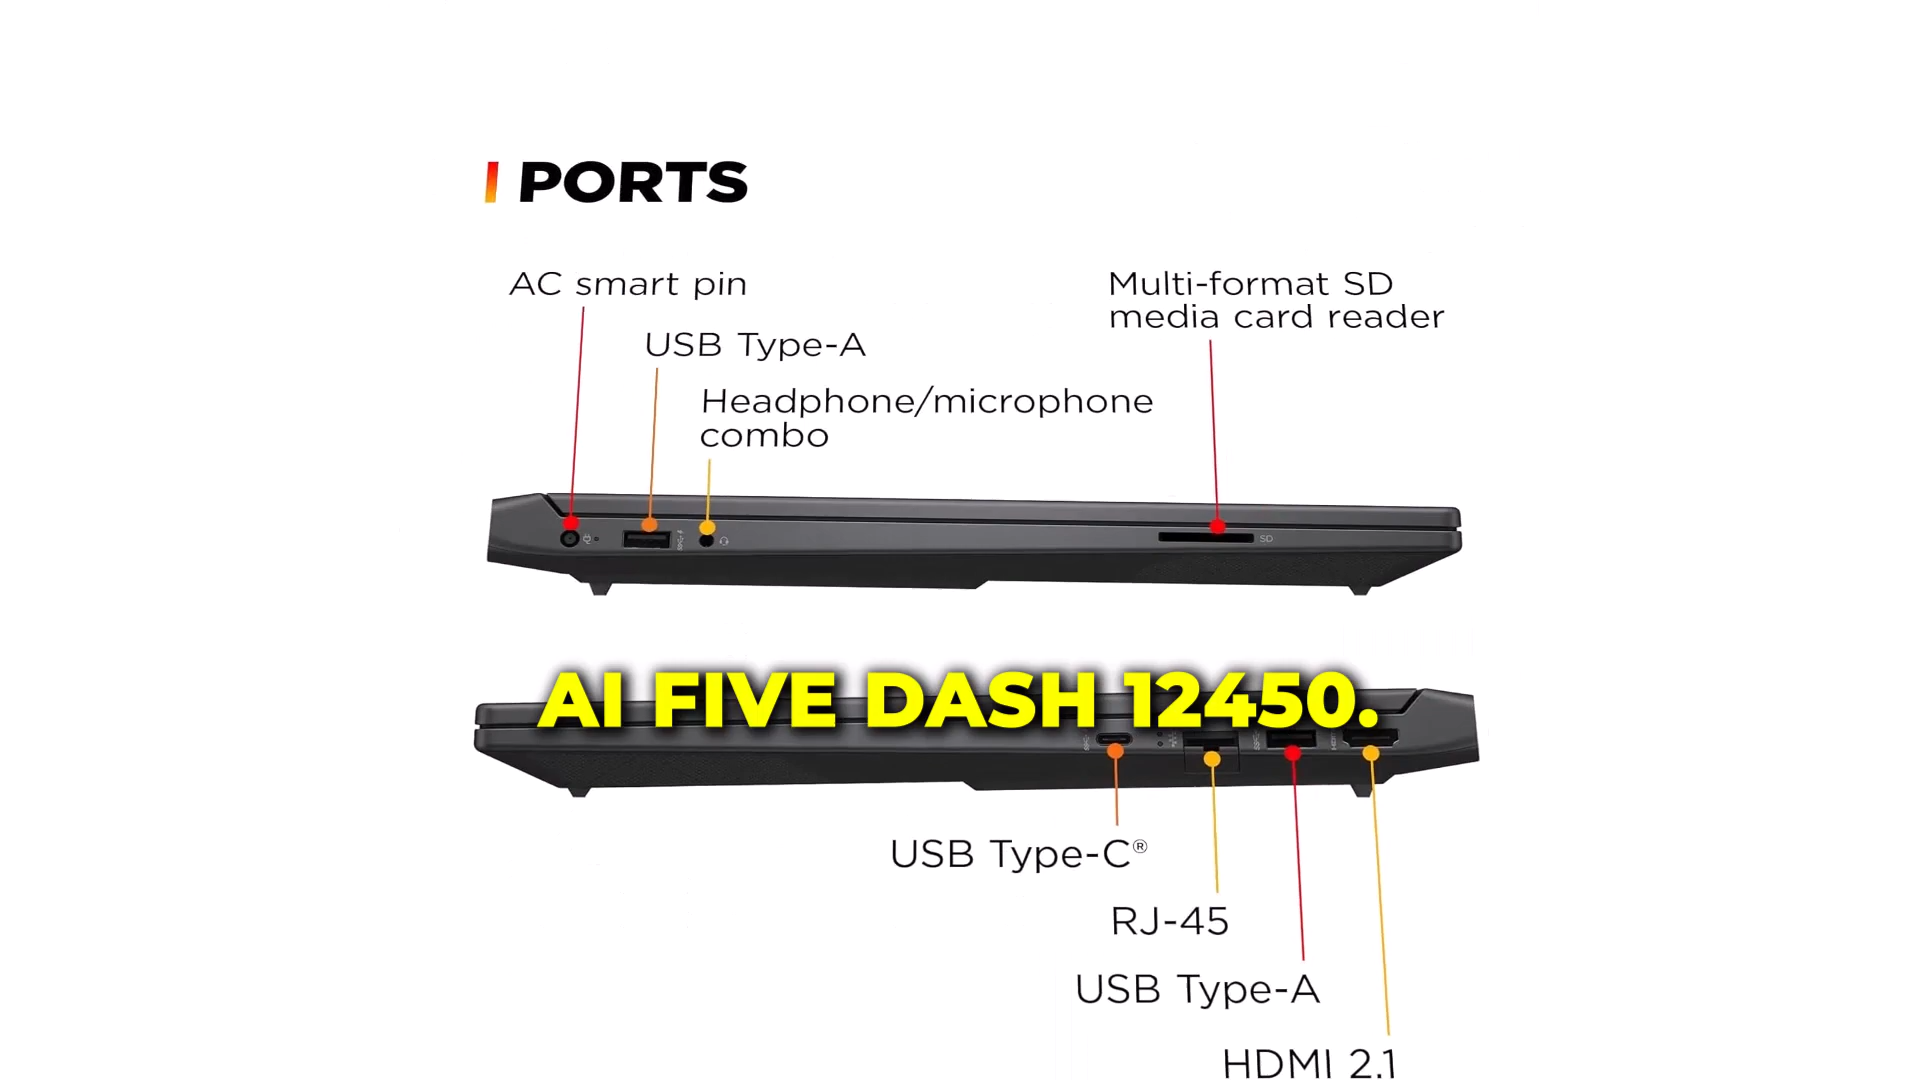 PORTS
AC smart pin
Multi-format SD
media card reader
USB Type-A
Headphone/microphone
combo
SD
AI FIVE DASH 12450.
USB Type-C®
RJ-45
USB Type-A
HDMI 2.1